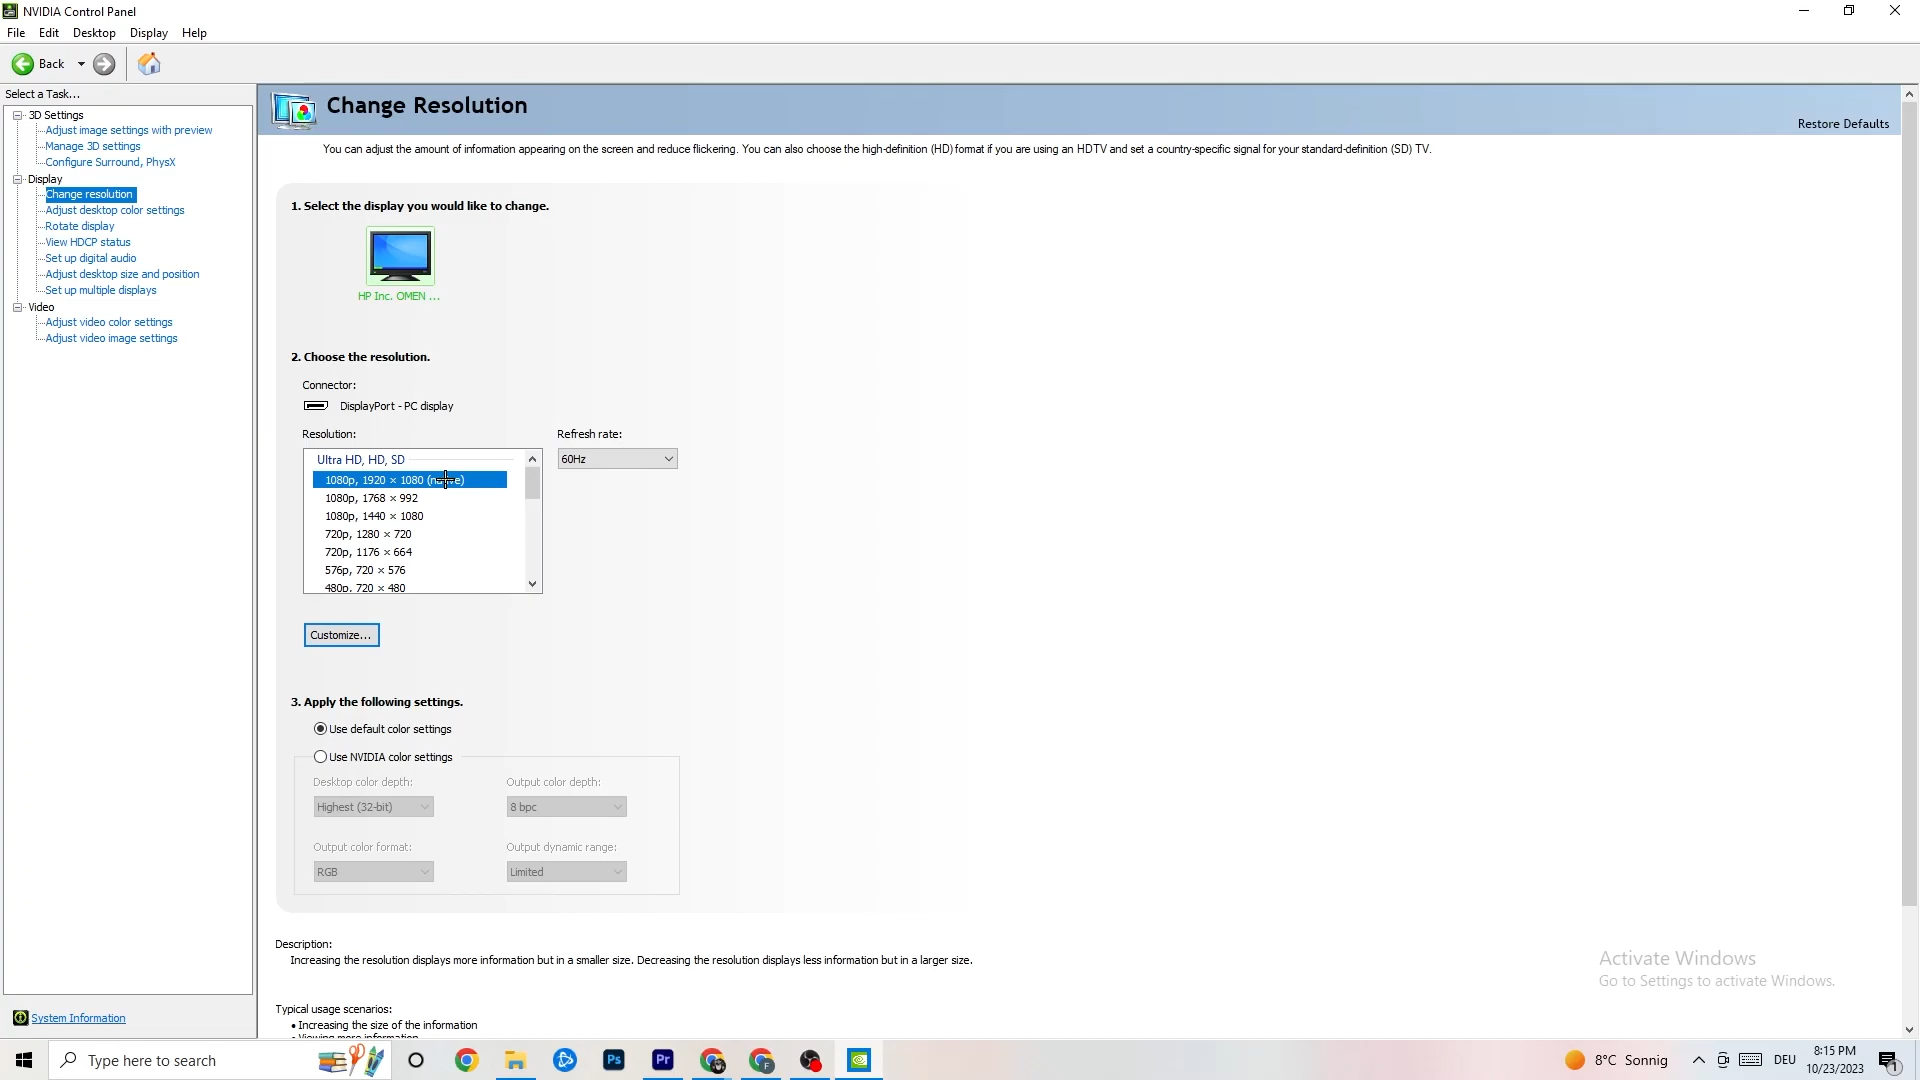 NVIDIA Control Panel
File Edit Desktop Display Help
Back
Select a Task...
3D Settings
Adjust image settings with preview
Manage 3D settings
Configure Surround, PhysX
Display
Change resolution
Adjust desktop color settings
Rotate display
View HDCP status
Set up digital audio
Adjust desktop size and position
Set up multiple displays
Video
Adjust video color settings
Adjust video image settings
System Information
Change Resolution
Restore Defaults
You can adjust the amount of information appearing on the screen and reduce flickering. You can also choose the high-definition (HD) format if you are using an HDTV and set a country-specific signal for your standard-definition (SD) TV.
1. Select the display you would like to change.
HP Inc. OMEN ...
2. Choose the resolution.
Connector:
DisplayPort - PC display
Resolution:
Refresh rate:
Ultra HD, HD, SD
60Hz
1080p, 1920 × 1080 (native)
1080p, 1768 × 992
1080p, 1440 × 1080
720p, 1280 × 720
720p, 1176 × 664
576p, 720 × 576
480p, 720 × 480
Customize...
3. Apply the following settings.
Use default color settings
Use NVIDIA color settings
Desktop color depth:
Output color depth:
Highest (32-bit)
8 bpc
Output color format:
Output dynamic range:
RGB
Limited
Description:
Increasing the resolution displays more information but in a smaller size. Decreasing the resolution displays less information but in a larger size.
Typical usage scenarios:
• Increasing the size of the information
• Viewing more information
Activate Windows
Go to Settings to activate Windows.
Type here to search
Ps
Pr
F
8°C Sonnig
DEU
8:15 PM
10/23/2023
1